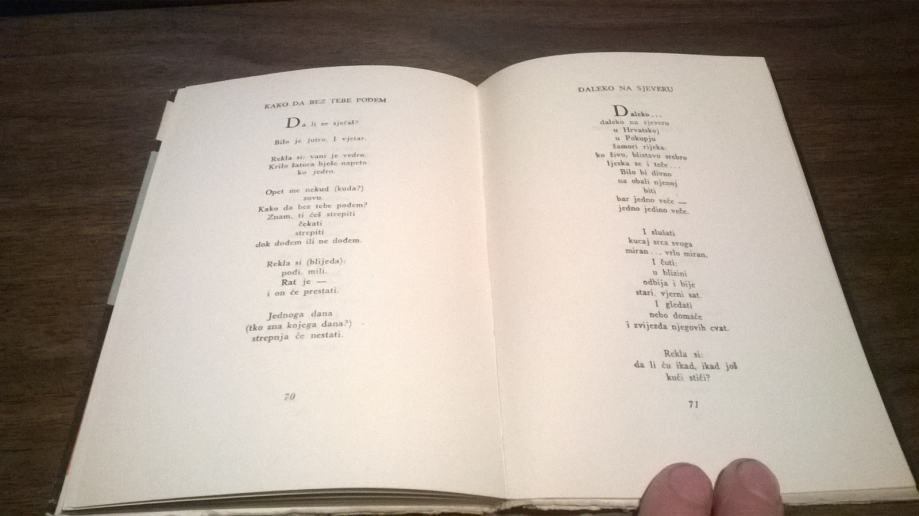 KAKO DA BEZ TEBE POĐEM
Da li se sjećaš?
Bilo je jutro. I vjetar.
Rekla si: vani je vedro.
Krilo šatora bješe napeto
ko jedro.
Opet me nekud (kuda?)
zovu.
Kako da bez tebe pođem?
Znam, ti ćeš strepiti
čekati
strepiti
dok dođem ili ne dođem.
Rekla si (blijeda):
pođi, mili.
Rat je —
i on će prestati.
Jednoga dana
(tko zna kojega dana?)
strepnja će nestati.
70
DALEKO NA SJEVERU
Daleko...
daleko na sjeveru
u Hrvatskoj
u Pokupju
žamori rijeka.
ko živo, blistavo srebro
ljeska se i teče...
Bilo bi divno
na obali njenoj
biti
bar jedno veče —
jedno jedino veče.
I slušati
kucaj srca svoga
miran... vrlo miran.
I čuti:
u blizini
odbija i bije
stari, vjerni sat.
I gledati
nebo domaće
i zvijezda njegovih cvat.
Rekla si:
da li ću ikad, ikad još
kući stići?
71